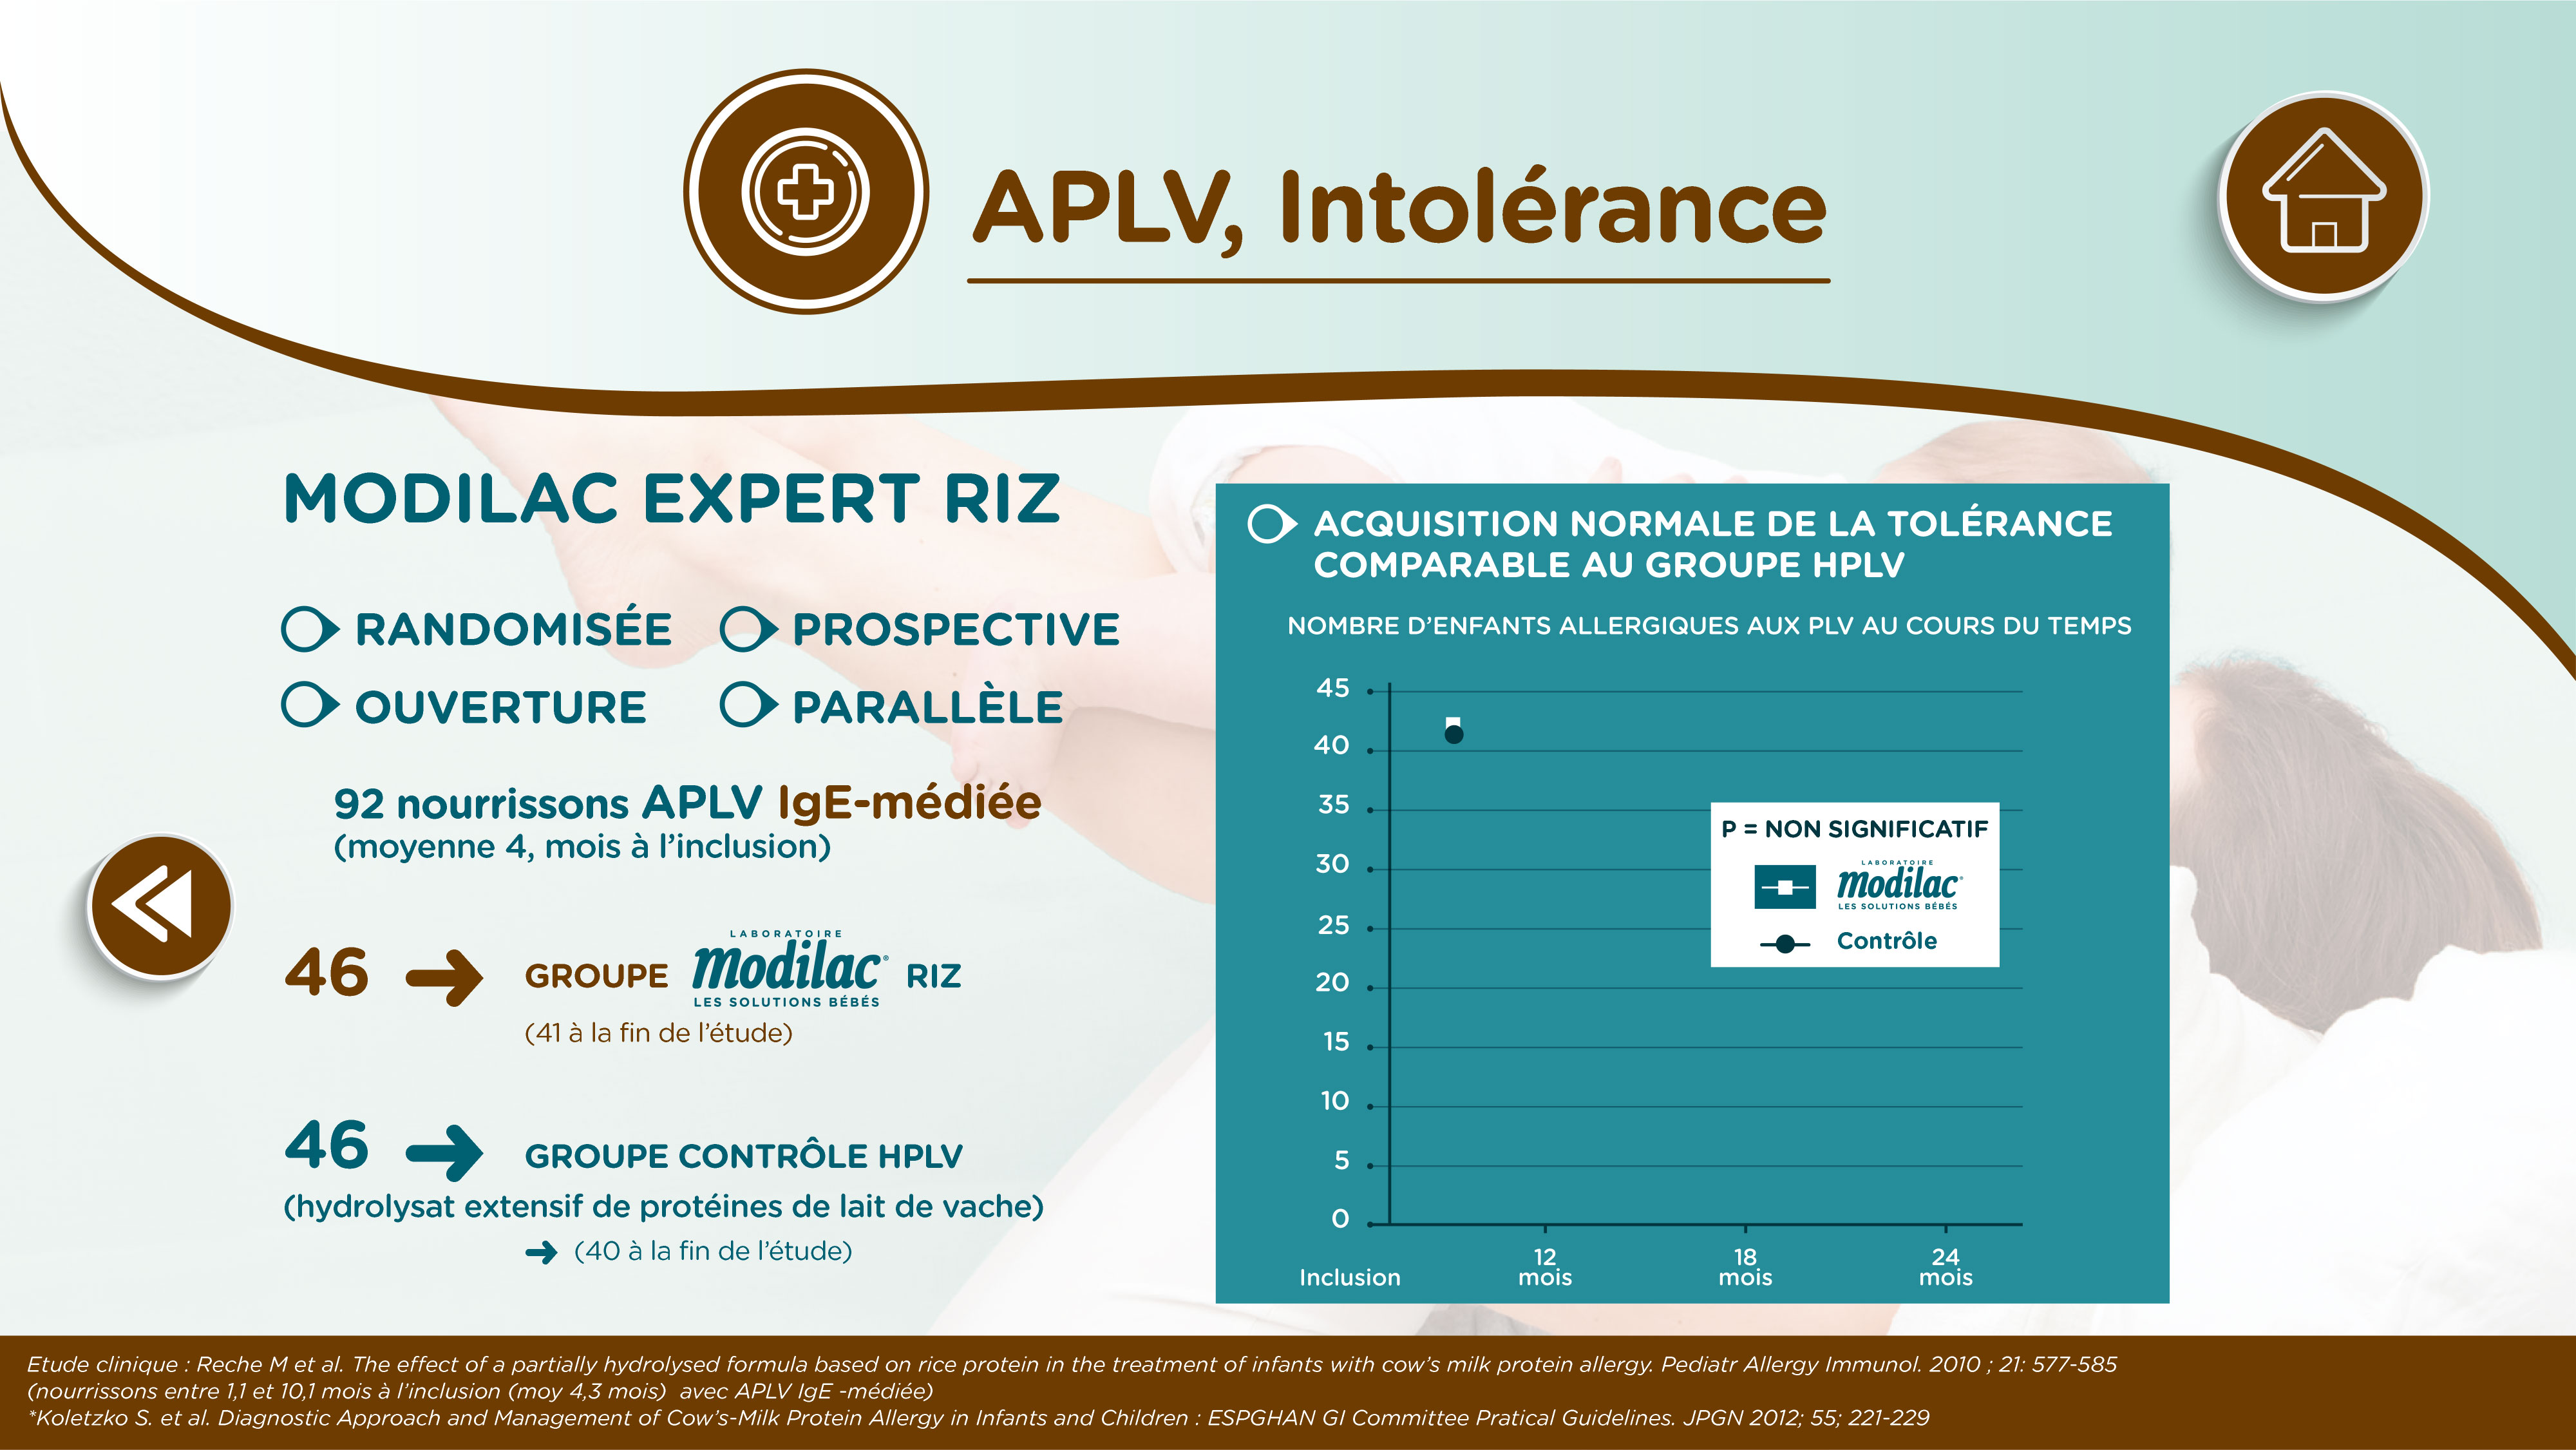 APLV, Intolérance
MODILAC EXPERT RIZ
RANDOMISÉE
PROSPECTIVE
OUVERTURE
PARALLÈLE
92 nourrissons APLV IgE-médiée
(moyenne 4, mois à l'inclusion)
46
GROUPE
LABORATOIRE
modilac®
LES SOLUTIONS BÉBÉS
RIZ
(41 à la fin de l'étude)
46
GROUPE CONTRÔLE HPLV
(hydrolysat extensif de protéines de lait de vache)
(40 à la fin de l'étude)
ACQUISITION NORMALE DE LA TOLÉRANCE
COMPARABLE AU GROUPE HPLV
NOMBRE D'ENFANTS ALLERGIQUES AUX PLV AU COURS DU TEMPS
45
40
35
30
25
20
15
10
5
0
P = NON SIGNIFICATIF
LABORATOIRE
modilac®
LES SOLUTIONS BÉBÉS
Contrôle
Inclusion
12
mois
18
mois
24
mois
Etude clinique : Reche M et al. The effect of a partially hydrolysed formula based on rice protein in the treatment of infants with cow's milk protein allergy. Pediatr Allergy Immunol. 2010 ; 21: 577-585
(nourrissons entre 1,1 et 10,1 mois à l'inclusion (moy 4,3 mois) avec APLV IgE -médiée)
*Koletzko S. et al. Diagnostic Approach and Management of Cow's-Milk Protein Allergy in Infants and Children : ESPGHAN GI Committee Pratical Guidelines. JPGN 2012; 55; 221-229